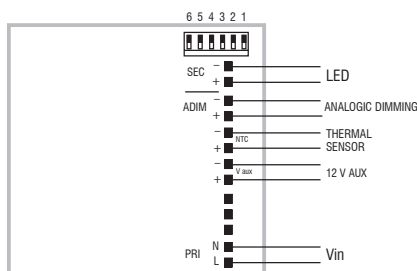 6 5 4 3 2 1
SEC - LED
+
ADIM - ANALOGIC DIMMING
+
- NTC THERMAL
+ SENSOR
- V aux 12 V AUX
+
PRI N Vin
L